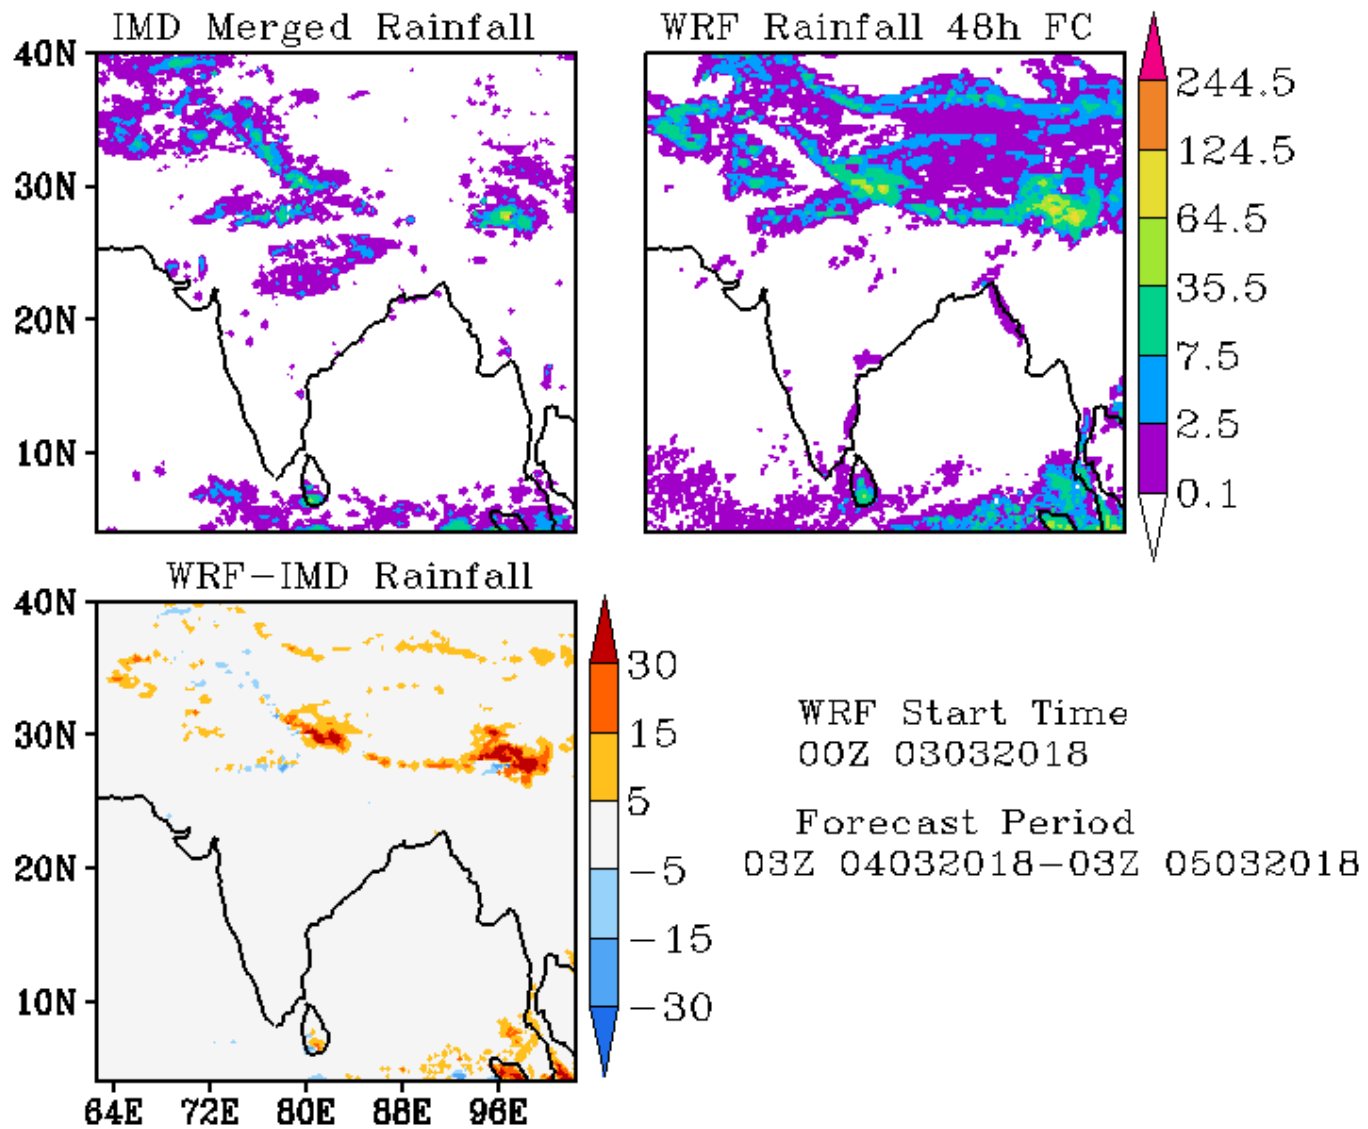 IMD Merged Rainfall
WRF Rainfall 48h FC
40N
30N
20N
10N
244.5
124.5
64.5
35.5
7.5
2.5
0.1
WRF-IMD Rainfall
40N
30N
20N
10N
64E 72E 80E 88E 96E
30
15
5
-5
-15
-30
WRF Start Time
00Z 03032018
Forecast Period
03Z 04032018-03Z 05032018